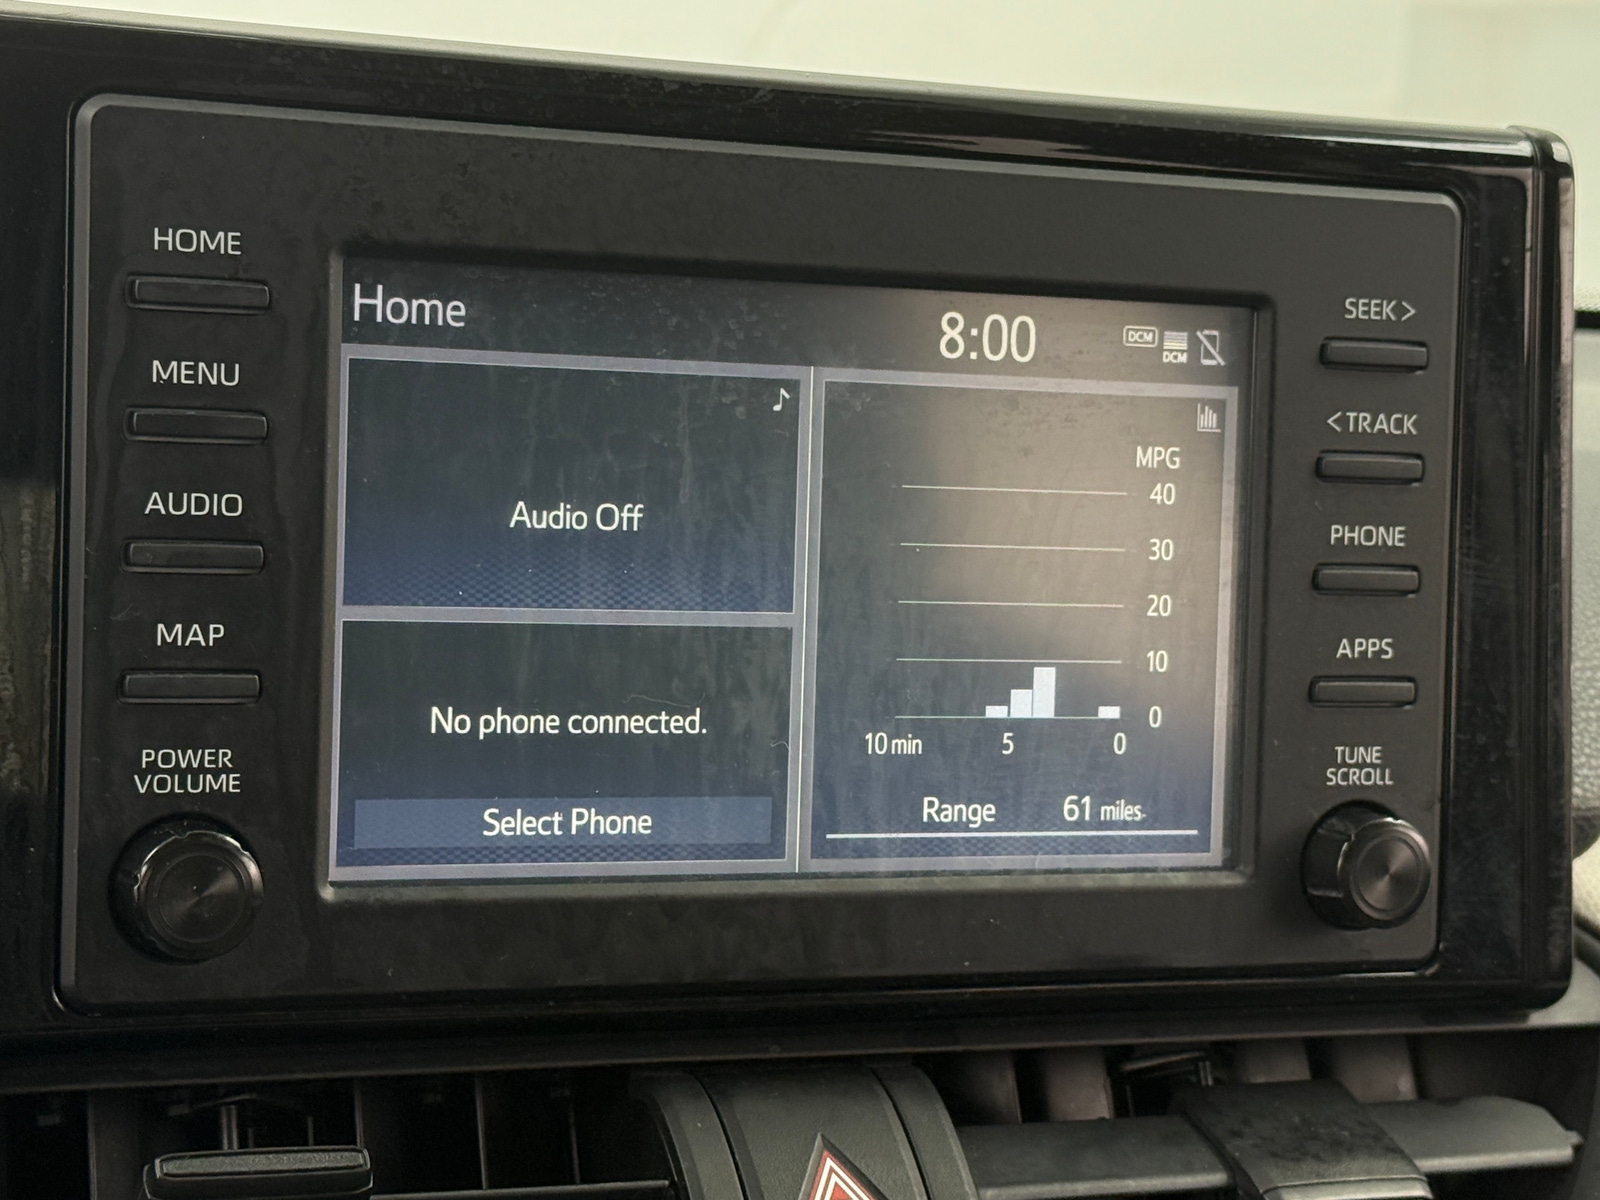 HOME
MENU
AUDIO
MAP
POWER
VOLUME
Home
8:00
DCM
DCM
Audio Off
No phone connected.
Select Phone
MPG
40
30
20
10
0
10 min 5 0
Range 61 miles
SEEK >
< TRACK
PHONE
APPS
TUNE
SCROLL